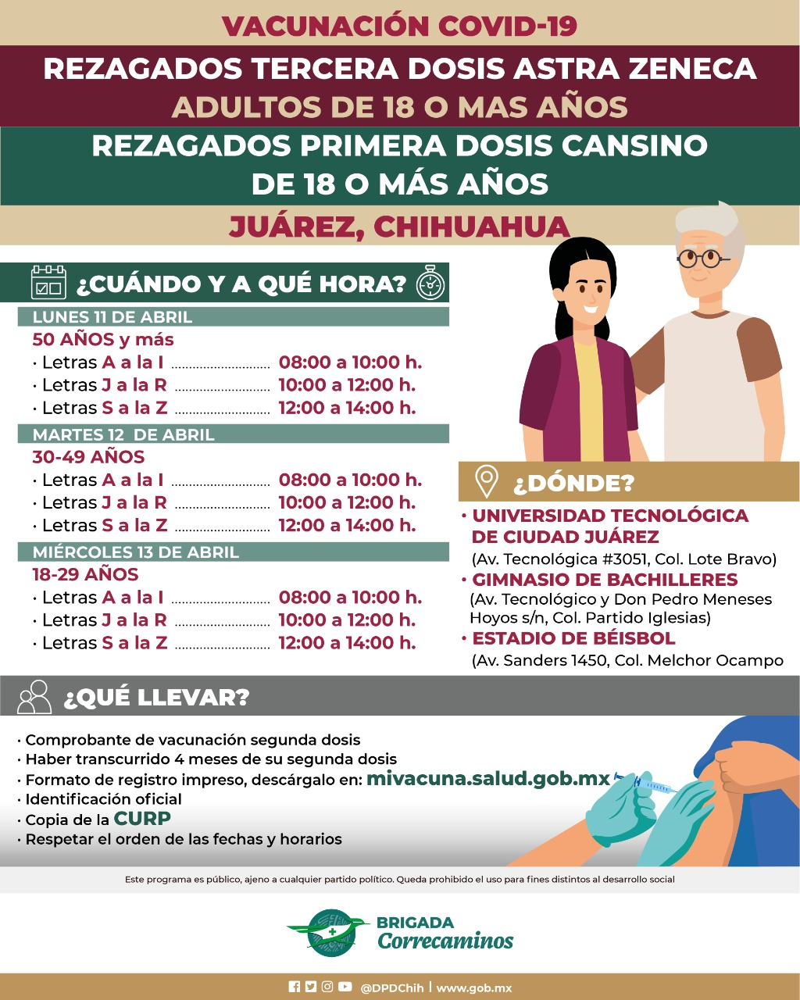 VACUNACIÓN COVID-19
REZAGADOS TERCERA DOSIS ASTRA ZENECA
ADULTOS DE 18 O MAS AÑOS
REZAGADOS PRIMERA DOSIS CANSINO
DE 18 O MÁS AÑOS
JUÁREZ, CHIHUAHUA
¿CUÁNDO Y A QUÉ HORA?
LUNES 11 DE ABRIL
50 AÑOS y más
· Letras A a la I ............................ 08:00 a 10:00 h.
· Letras J a la R ........................... 10:00 a 12:00 h.
· Letras S a la Z ........................... 12:00 a 14:00 h.
MARTES 12 DE ABRIL
30-49 AÑOS
· Letras A a la I ............................ 08:00 a 10:00 h.
· Letras J a la R ........................... 10:00 a 12:00 h.
· Letras S a la Z ........................... 12:00 a 14:00 h.
MIÉRCOLES 13 DE ABRIL
18-29 AÑOS
· Letras A a la I ............................ 08:00 a 10:00 h.
· Letras J a la R ........................... 10:00 a 12:00 h.
· Letras S a la Z ........................... 12:00 a 14:00 h.
¿DÓNDE?
· UNIVERSIDAD TECNOLÓGICA
DE CIUDAD JUÁREZ
(Av. Tecnológica #3051, Col. Lote Bravo)
· GIMNASIO DE BACHILLERES
(Av. Tecnológico y Don Pedro Meneses
Hoyos s/n, Col. Partido Iglesias)
· ESTADIO DE BÉISBOL
(Av. Sanders 1450, Col. Melchor Ocampo
¿QUÉ LLEVAR?
· Comprobante de vacunación segunda dosis
· Haber transcurrido 4 meses de su segunda dosis
· Formato de registro impreso, descárgalo en: mivacuna.salud.gob.mx
· Identificación oficial
· Copia de la CURP
· Respetar el orden de las fechas y horarios
Este programa es público, ajeno a cualquier partido político. Queda prohibido el uso para fines distintos al desarrollo social
BRIGADA
Correcaminos
@DPDChih | www.gob.mx